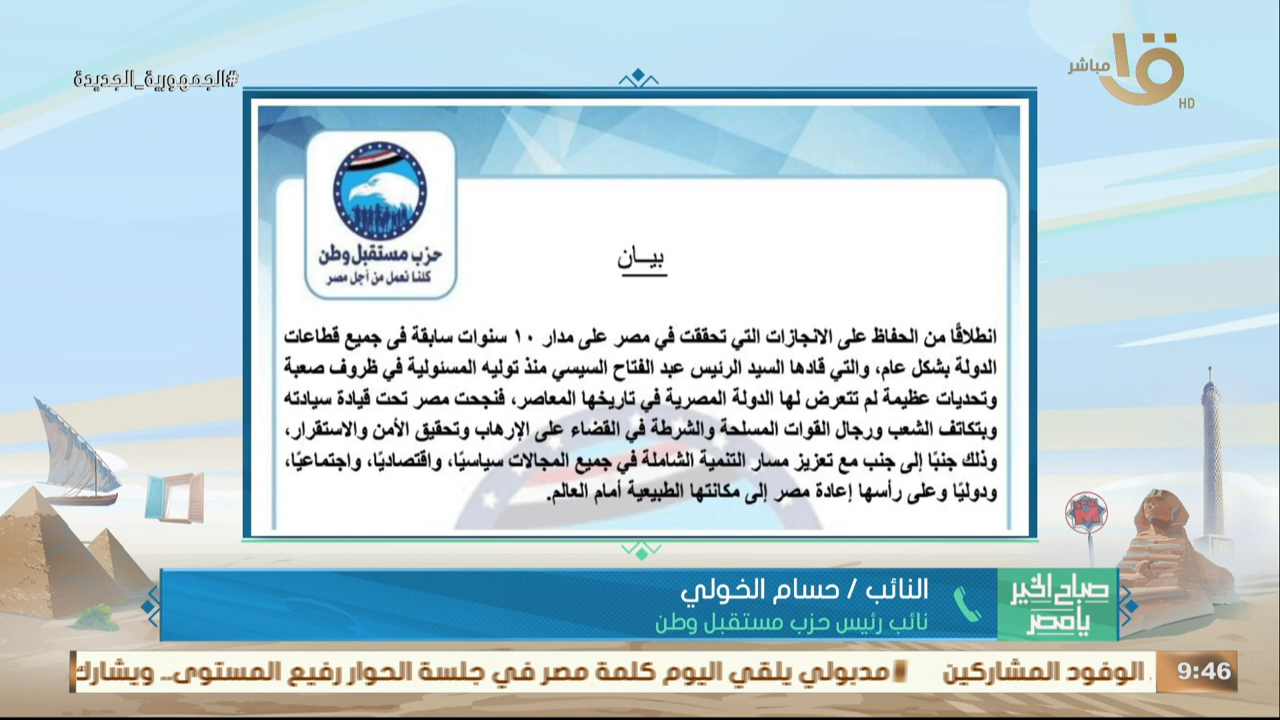 #الجمهورية_الجديدة
مباشر
HD
حزب مستقبل وطن
كلنا نعمل من أجل مصر
بيــان
انطلاقًا من الحفاظ على الانجازات التي تحققت في مصر على مدار ١٠ سنوات سابقة فى جميع قطاعات
الدولة بشكل عام، والتي قادها السيد الرئيس عبد الفتاح السيسي منذ توليه المسئولية في ظروف صعبة
وتحديات عظيمة لم تتعرض لها الدولة المصرية في تاريخها المعاصر، فنجحت مصر تحت قيادة سيادته
وبتكاتف الشعب ورجال القوات المسلحة والشرطة في القضاء على الإرهاب وتحقيق الأمن والاستقرار،
وذلك جنبًا إلى جنب مع تعزيز مسار التنمية الشاملة في جميع المجالات سياسيًا، واقتصاديًا، واجتماعيًا،
ودوليًا وعلى رأسها إعادة مصر إلى مكانتها الطبيعية أمام العالم.
M
صباح الخير
يا مصر
النائب / حسام الخولي
نائب رئيس حزب مستقبل وطن
9:46
الوفود المشاركين مدبولي يلقي اليوم كلمة مصر في جلسة الحوار رفيع المستوى.. ويشارك